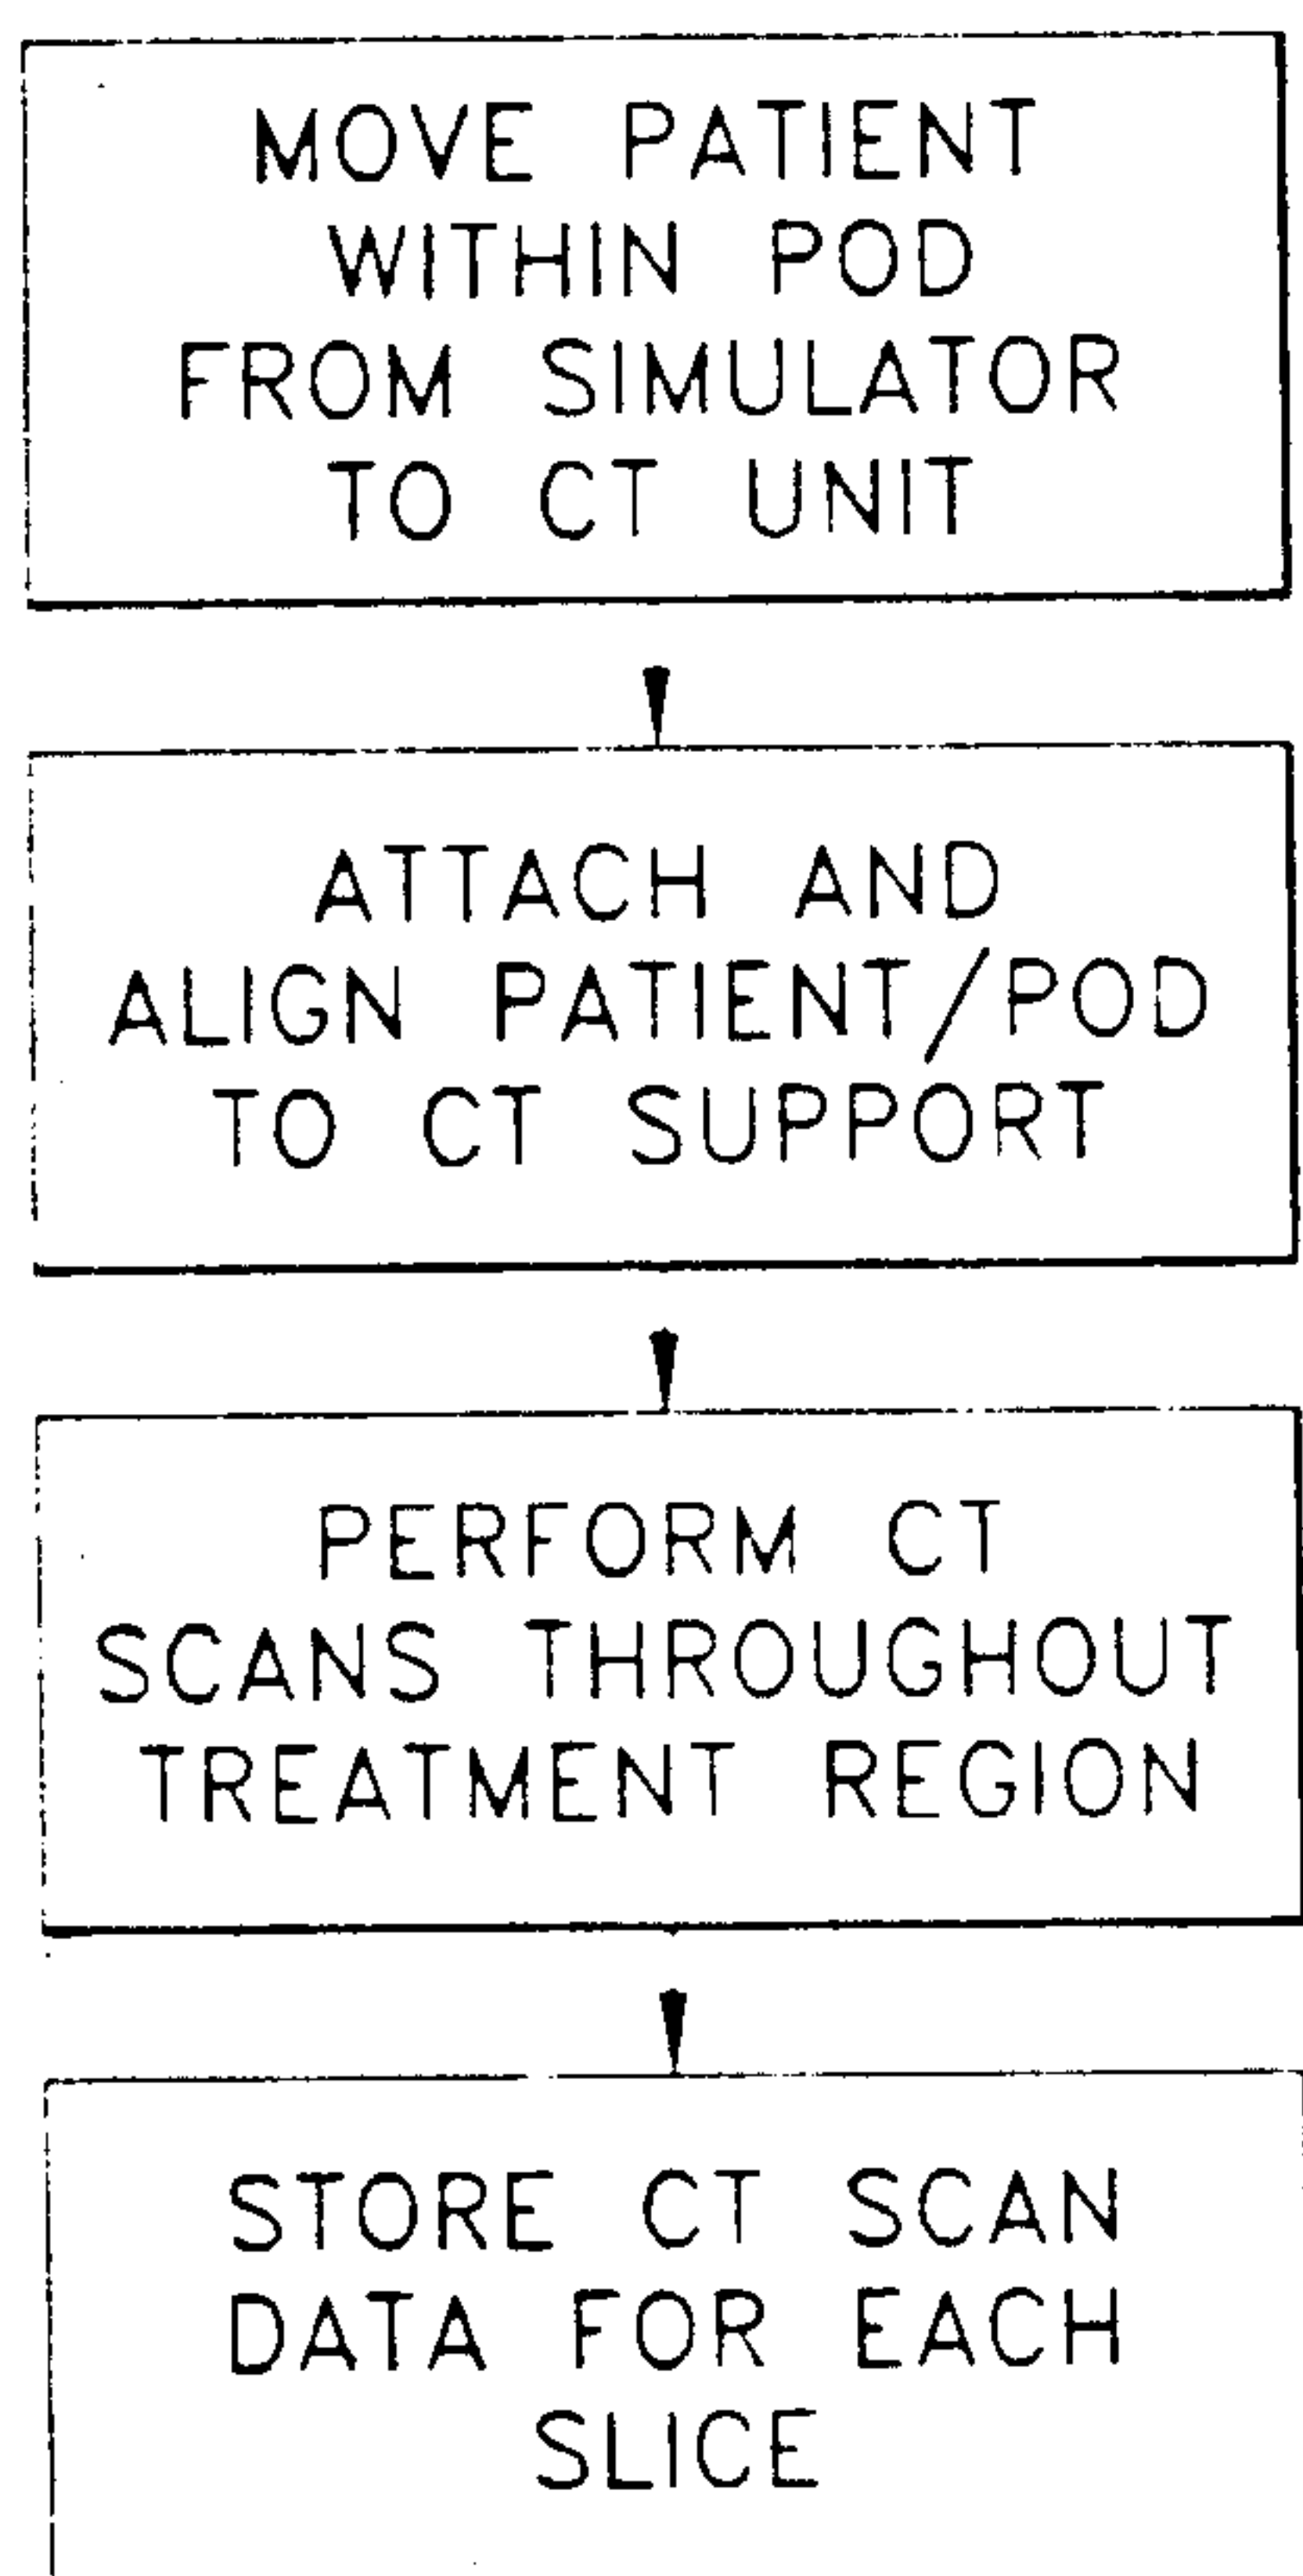 MOVE PATIENT
WITHIN POD
FROM SIMULATOR
TO CT UNIT
ATTACH AND
ALIGN PATIENT/POD
TO CT SUPPORT
PERFORM CT
SCANS THROUGHOUT
TREATMENT REGION
STORE CT SCAN
DATA FOR EACH
SLICE